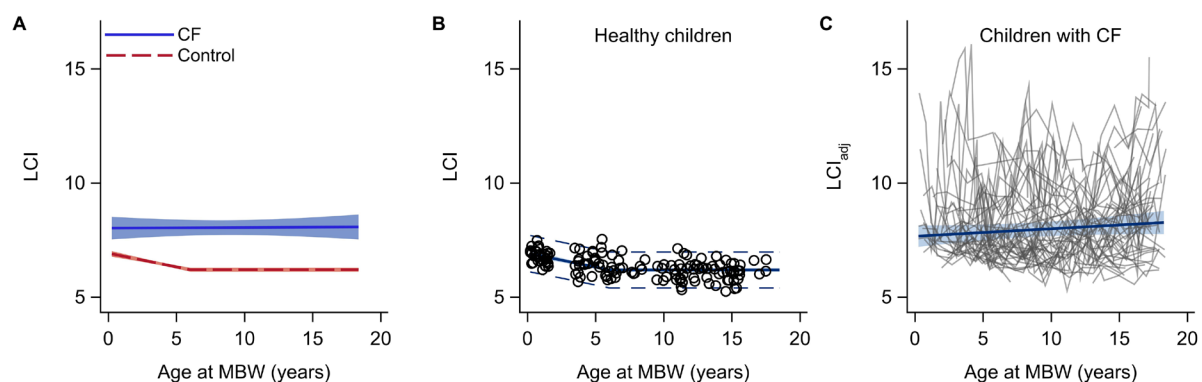 A
CF
Control
15
10
5
LCI
0 5 10 15 20
Age at MBW (years)
B
Healthy children
15
10
5
LCI
0 5 10 15 20
Age at MBW (years)
C
Children with CF
15
10
5
LCIadj
0 5 10 15 20
Age at MBW (years)